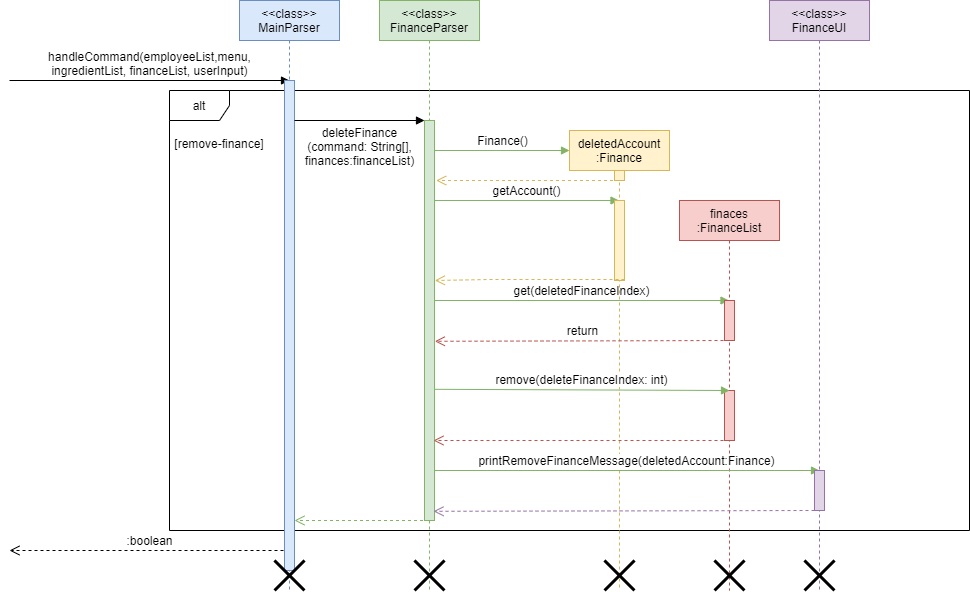 <<class>>
MainParser
<<class>>
FinanceParser
<<class>>
FinanceUI
handleCommand(employeeList,menu,
ingredientList, financeList, userInput)
alt
[remove-finance]
deleteFinance
(command: String[],
finances:financeList)
Finance()
deletedAccount
:Finance
getAccount()
finaces
:FinanceList
get(deletedFinanceIndex)
return
remove(deleteFinanceIndex: int)
printRemoveFinanceMessage(deletedAccount:Finance)
:boolean